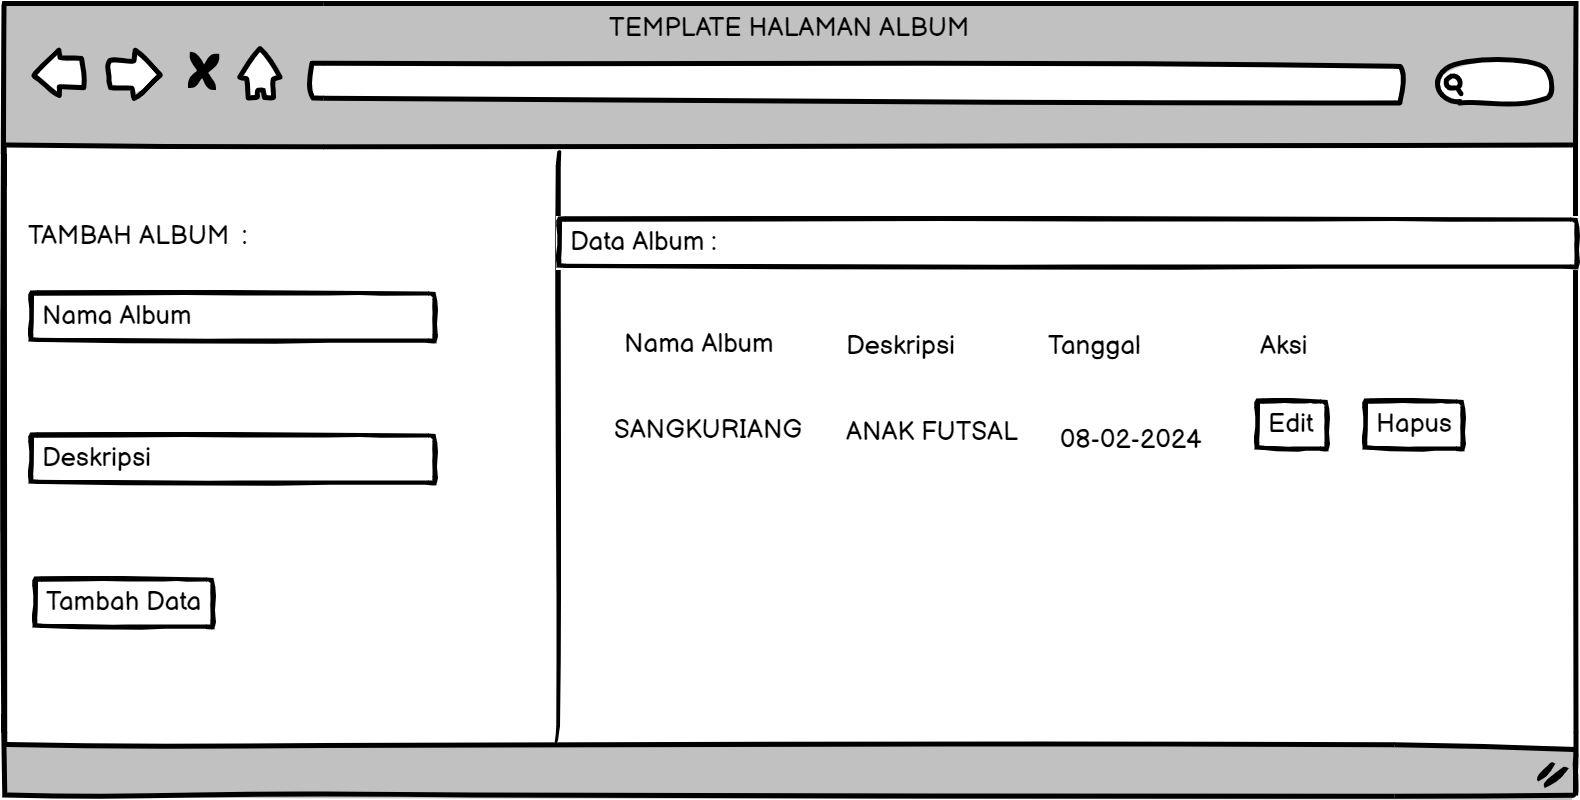 TEMPLATE HALAMAN ALBUM
TAMBAH ALBUM :
Nama Album
Deskripsi
Tambah Data
Data Album :
Nama Album Deskripsi Tanggal Aksi
SANGKURIANG ANAK FUTSAL 08-02-2024 Edit Hapus